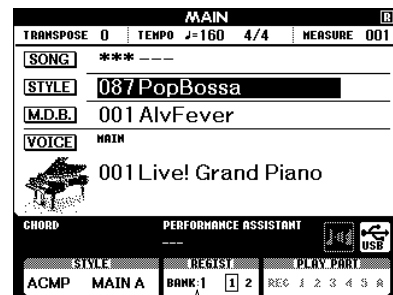 MAIN R
TRANSPOSE 0 TEMPO ♩=160 4/4 MEASURE 001
SONG *** ---
STYLE 087 PopBossa
M.D.B. 001 AlvFever
VOICE MAIN
001 Live! Grand Piano
CHORD PERFORMANCE ASSISTANT
---
USB
STYLE REGIST PLAY PART
ACMP MAIN A BANK:1 1 2 REC 1 2 3 4 5 A